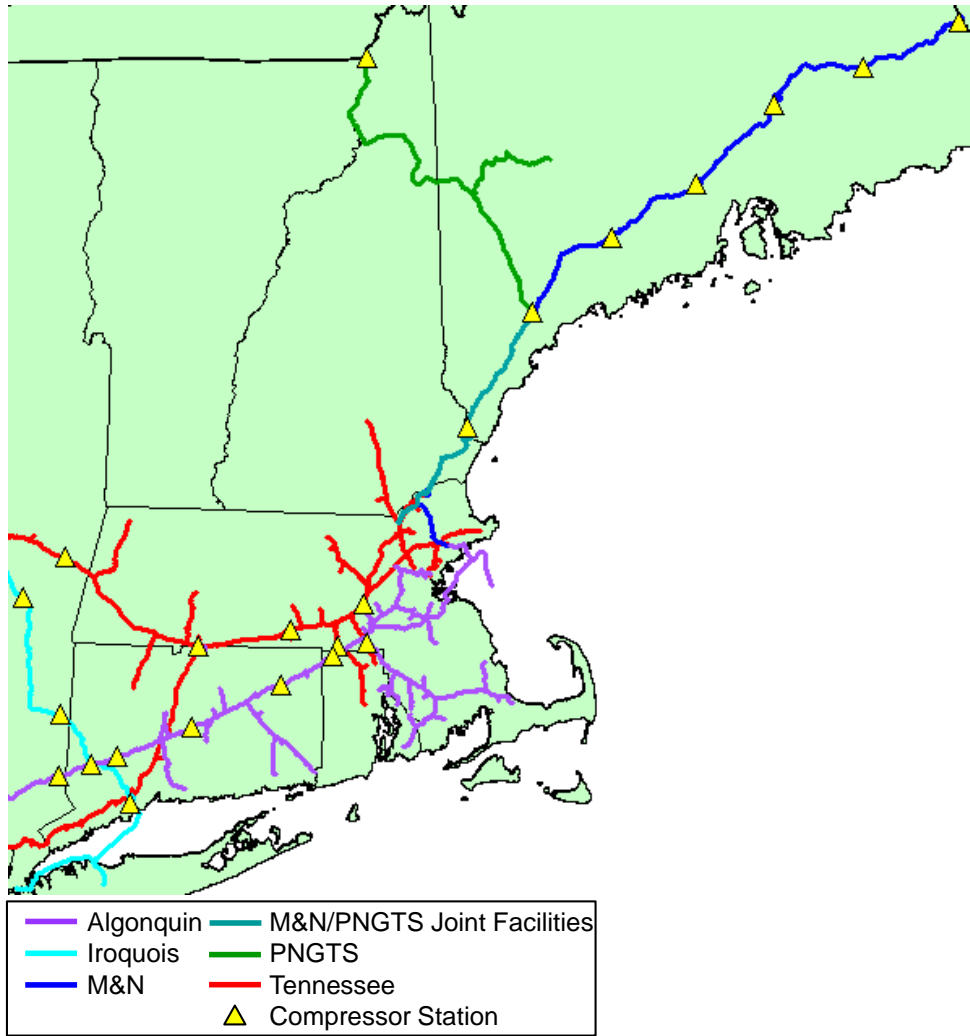 Algonquin
Iroquois
M&N
M&N/PNGTS Joint Facilities
PNGTS
Tennessee
Compressor Station